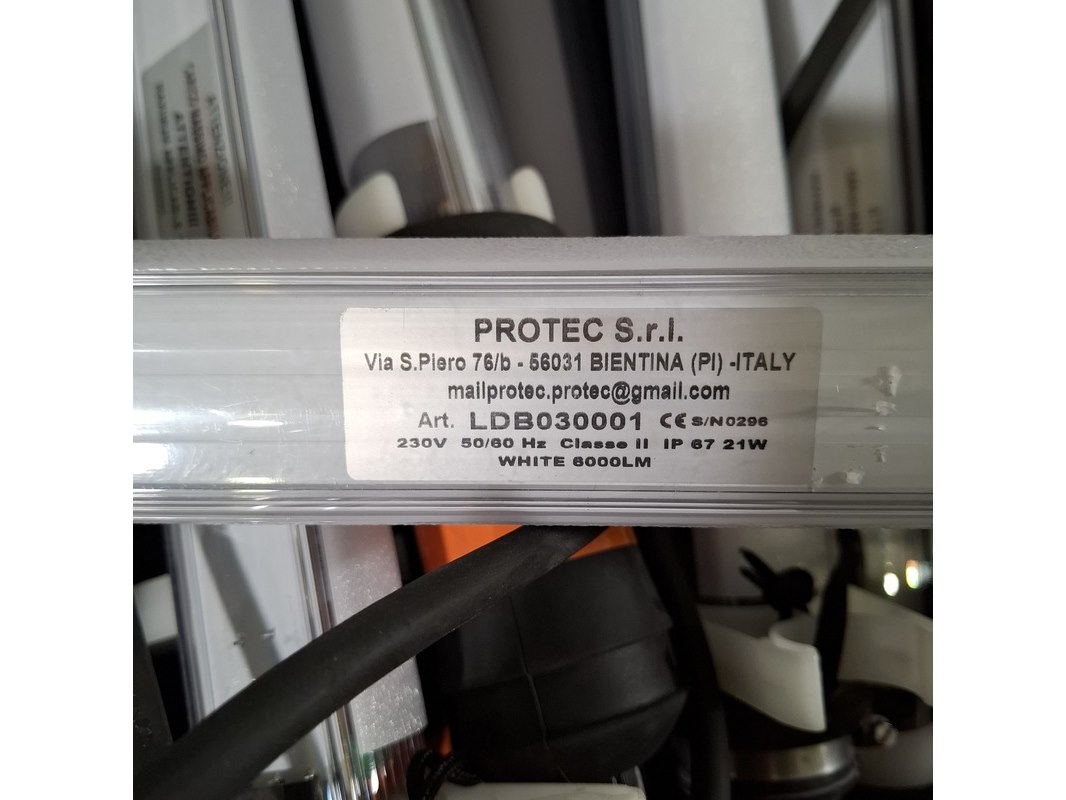 PROTEC S.r.l.
Via S.Piero 76/b - 56031 BIENTINA (PI) -ITALY
mailprotec.protec@gmail.com
Art. LDB030001 CE S/N0296
230V 50/60 Hz Classe II IP 67 21W
WHITE 6000LM